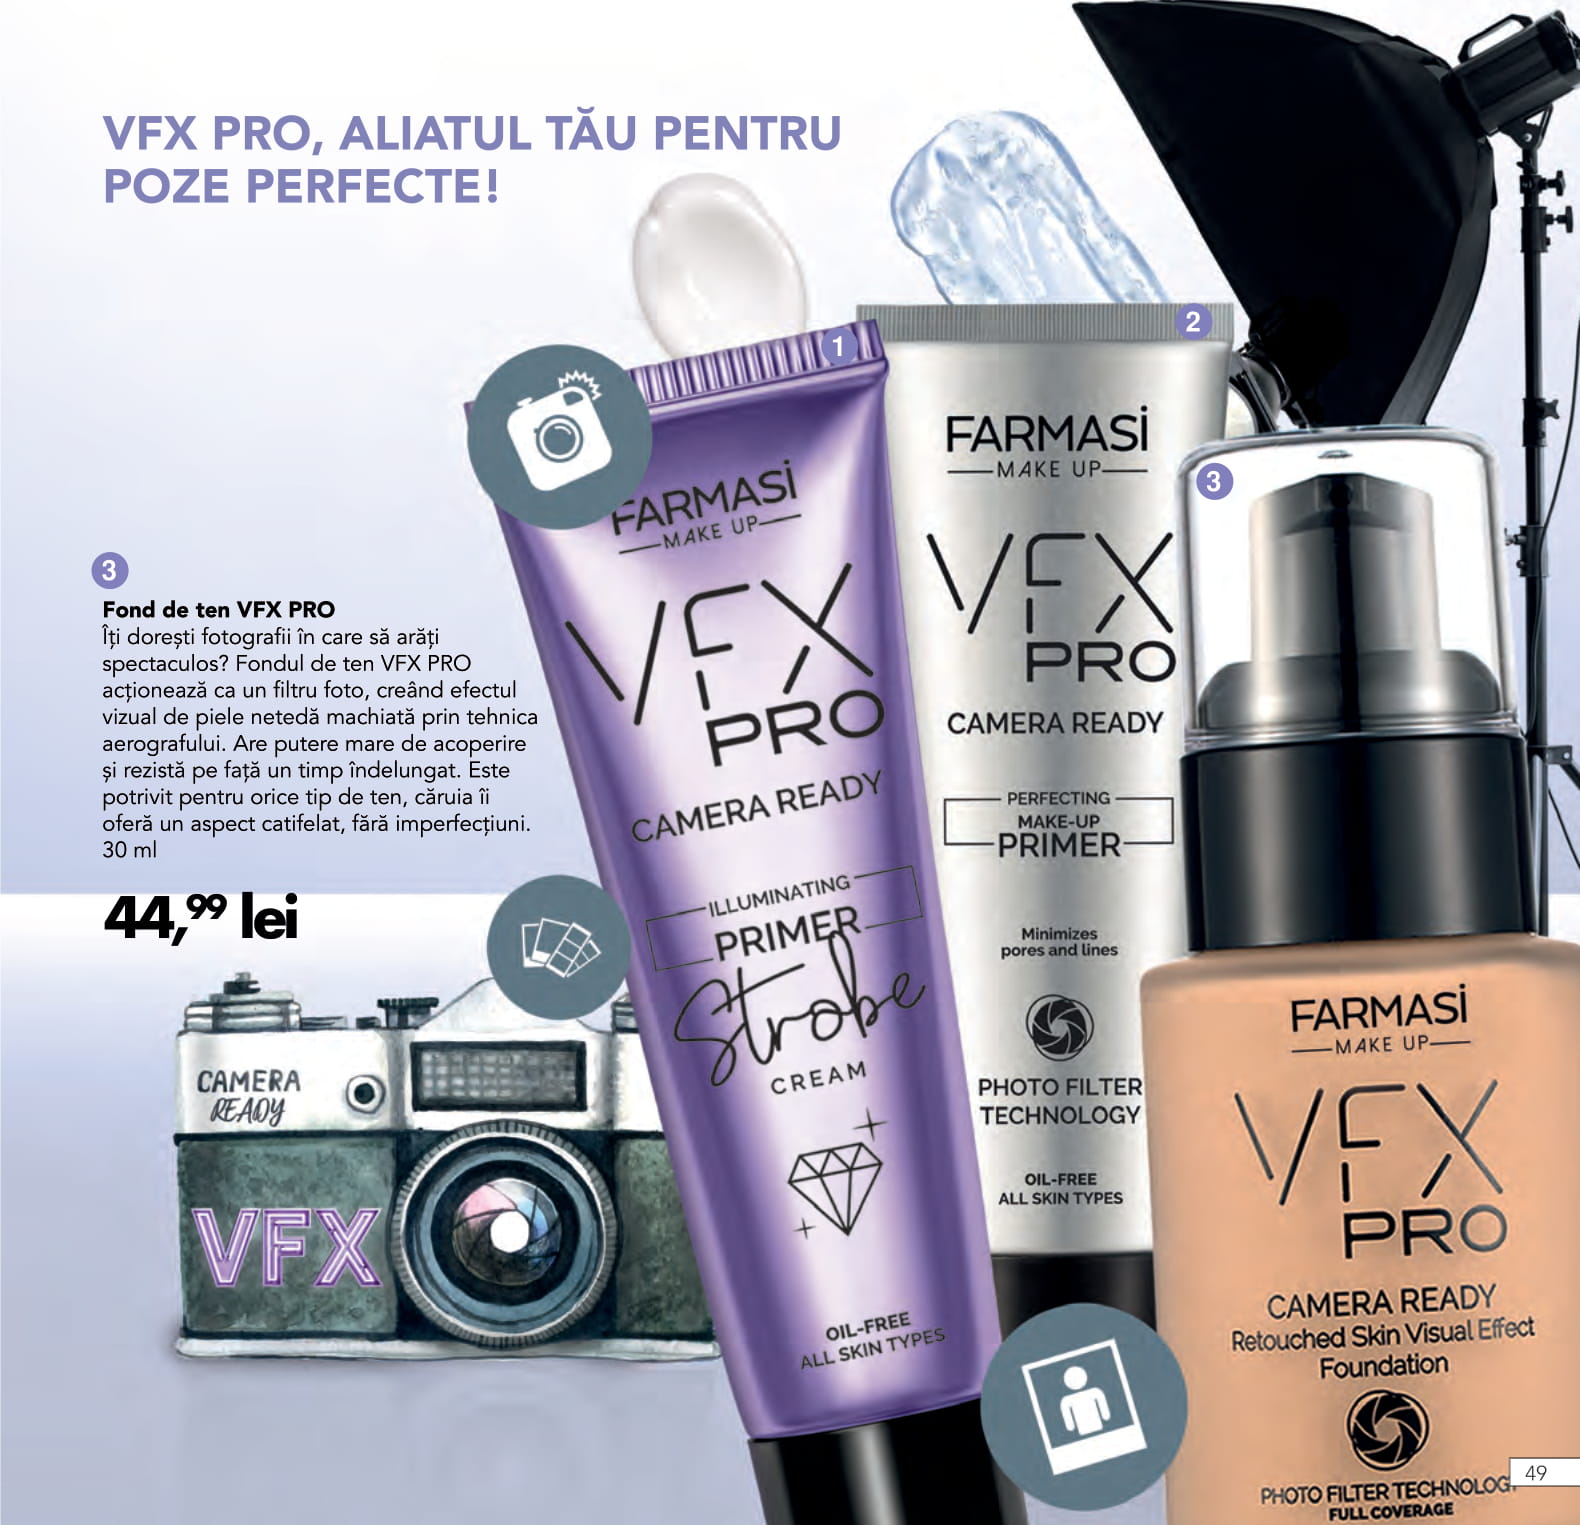 VFX PRO, ALIATUL TĂU PENTRU
POZE PERFECTE!
3
Fond de ten VFX PRO
Îți dorești fotografii în care să arăți
spectaculos? Fondul de ten VFX PRO
acționează ca un filtru foto, creând efectul
vizual de piele netedă machiată prin tehnica
aerografului. Are putere mare de acoperire
și rezistă pe față un timp îndelungat. Este
potrivit pentru orice tip de ten, căruia îi
oferă un aspect catifelat, fără imperfecțiuni.
30 ml
44,99 lei
CAMERA
READY
VFX
1
FARMASİ
MAKE UP
VFX
PRO
CAMERA READY
ILLUMINATING
PRIMER
Strobe
CREAM
OIL-FREE
ALL SKIN TYPES
2
FARMASİ
MAKE UP
VFX
PRO
CAMERA READY
PERFECTING
MAKE-UP
PRIMER
Minimizes
pores and lines
PHOTO FILTER
TECHNOLOGY
OIL-FREE
ALL SKIN TYPES
3
FARMASİ
MAKE UP
VFX
PRO
CAMERA READY
Retouched Skin Visual Effect
Foundation
PHOTO FILTER TECHNOLOGY
FULL COVERAGE
49